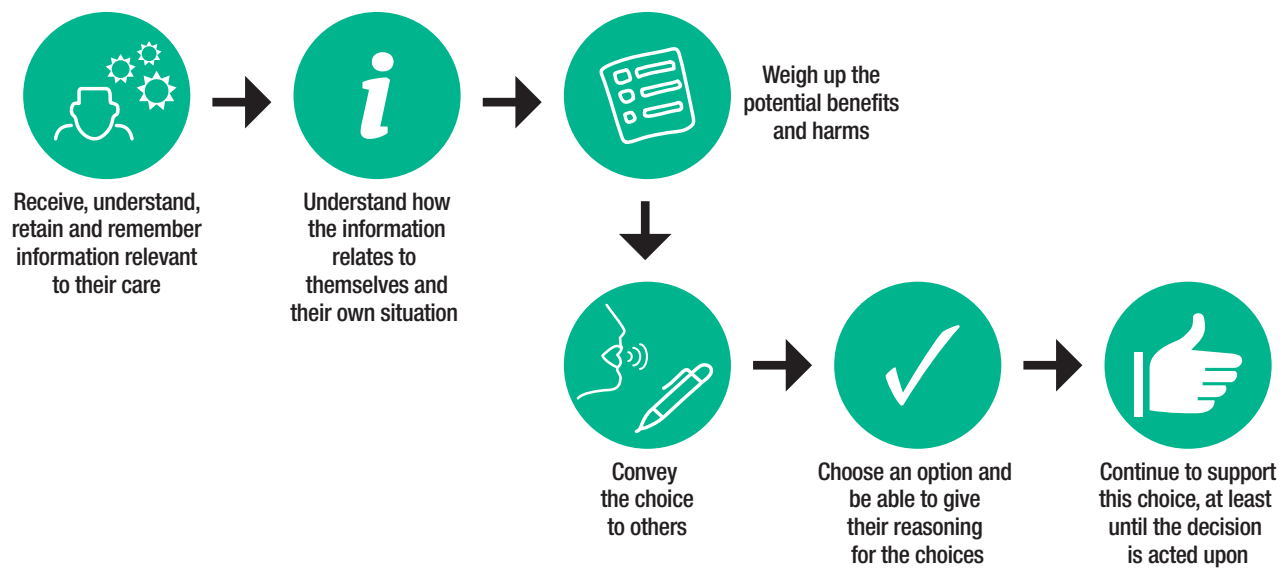 Receive, understand,
retain and remember
information relevant
to their care
i
Understand how
the information
relates to
themselves and
their own situation
Weigh up the
potential benefits
and harms
Convey
the choice
to others
Choose an option and
be able to give
their reasoning
for the choices
Continue to support
this choice, at least
until the decision
is acted upon